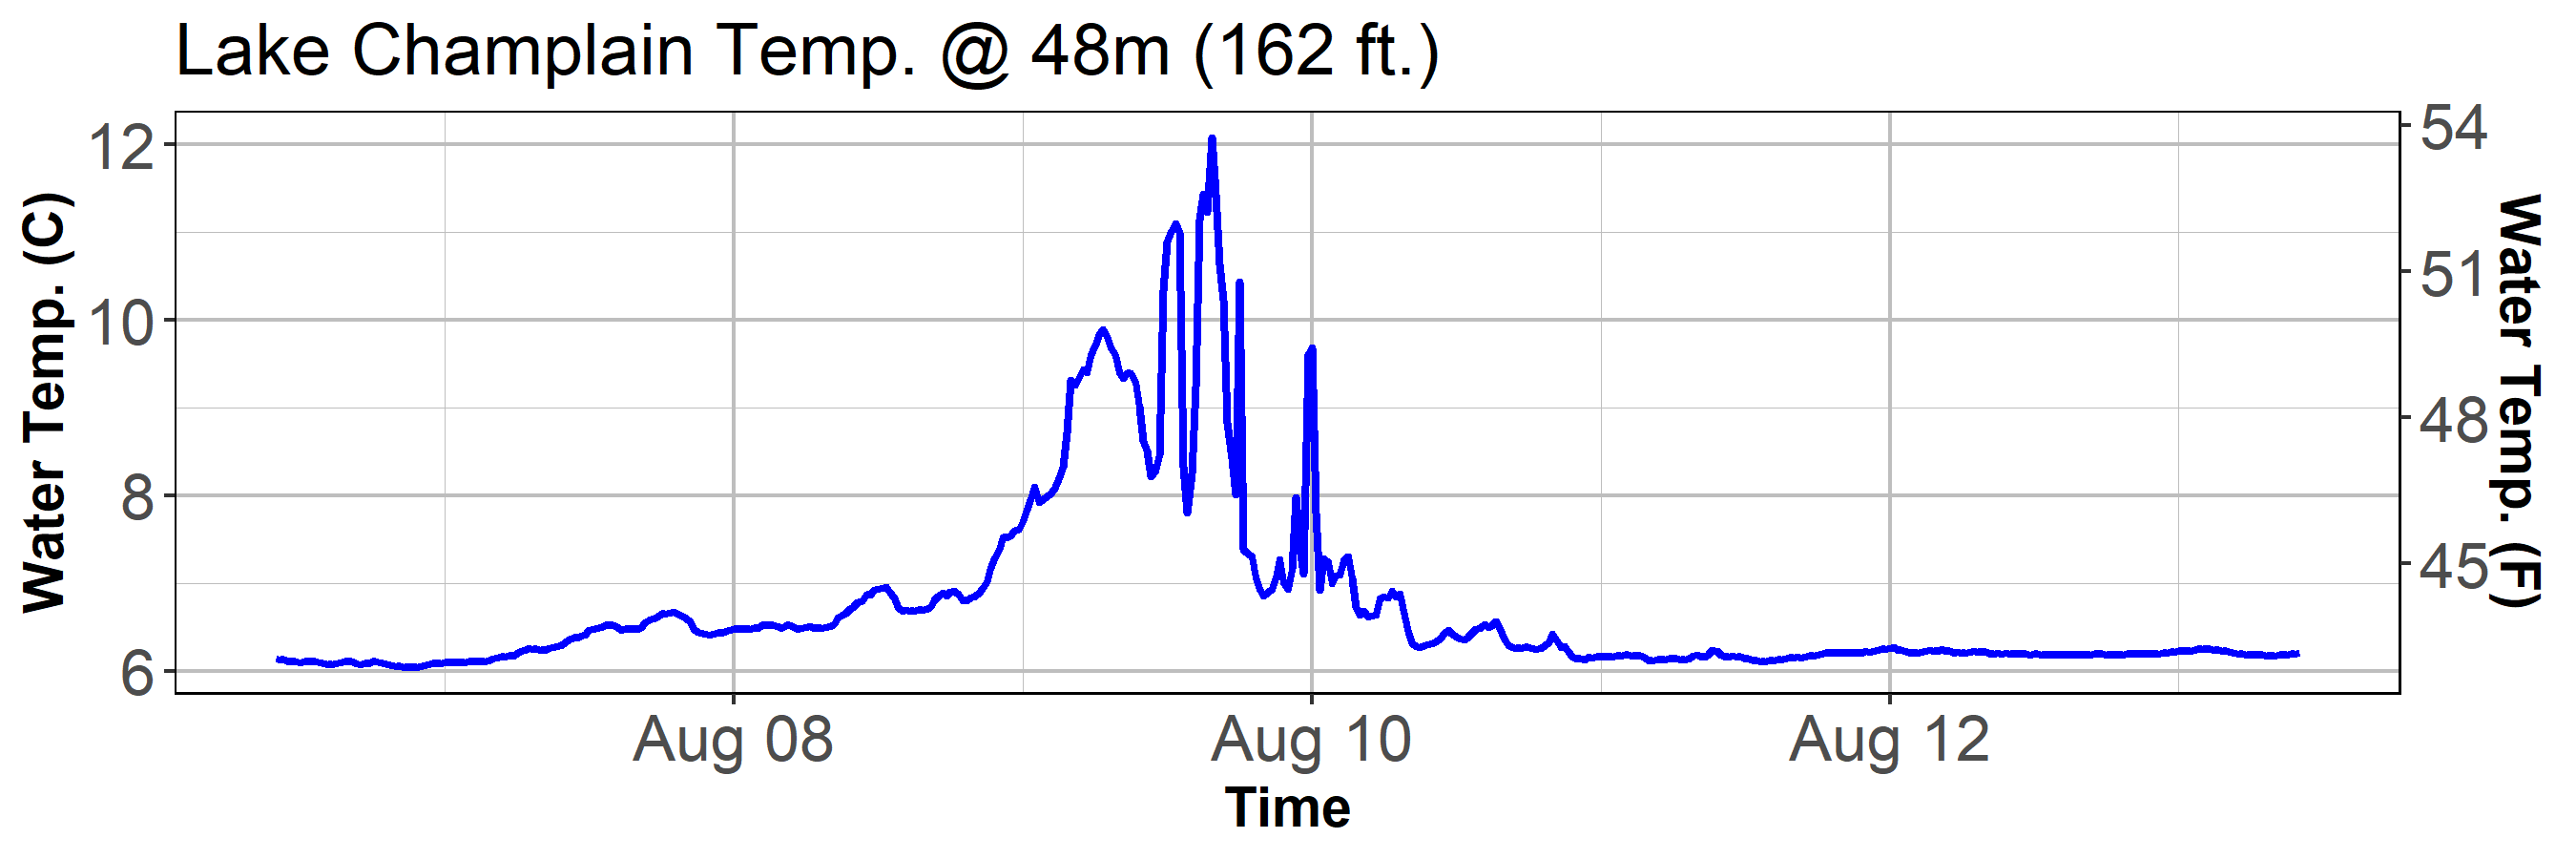 Lake Champlain Temp. @ 48m (162 ft.)
12
10
8
6
Water Temp. (C)
54
51
48
45
Water Temp. (F)
Aug 08 Aug 10 Aug 12
Time